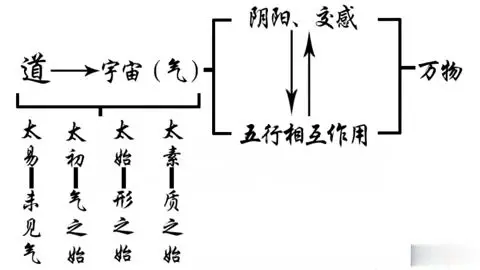 阴阳、交感
道 宇宙（气） 万物
五行相互作用
太易 太初 太始 太素
未见气 气之始 形之始 质之始